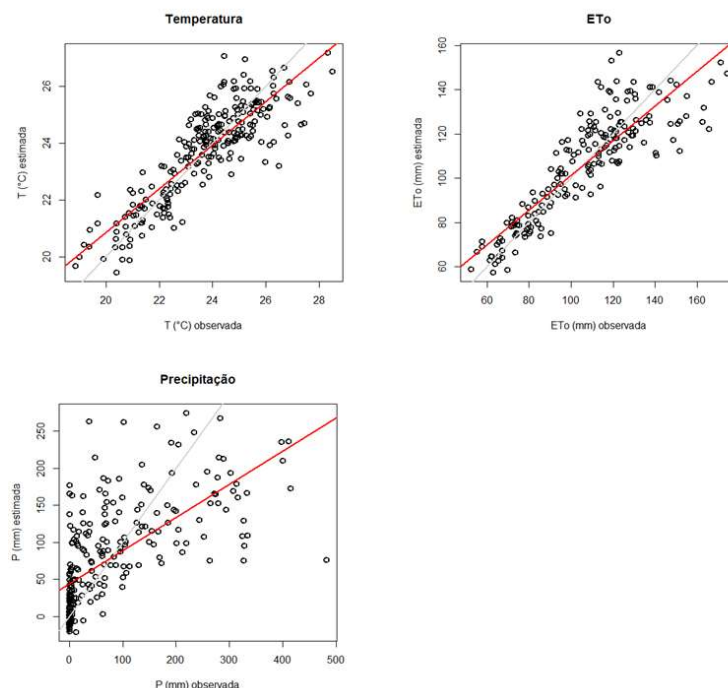 Temperatura
T (°C) estimada
26
24
22
20
20 22 24 26 28
T (°C) observada
ETo
ETo (mm) estimada
160
140
120
100
80
60
60 80 100 120 140 160
ETo (mm) observada
Precipitação
P (mm) estimada
250
200
150
100
50
0
0 100 200 300 400 500
P (mm) observada